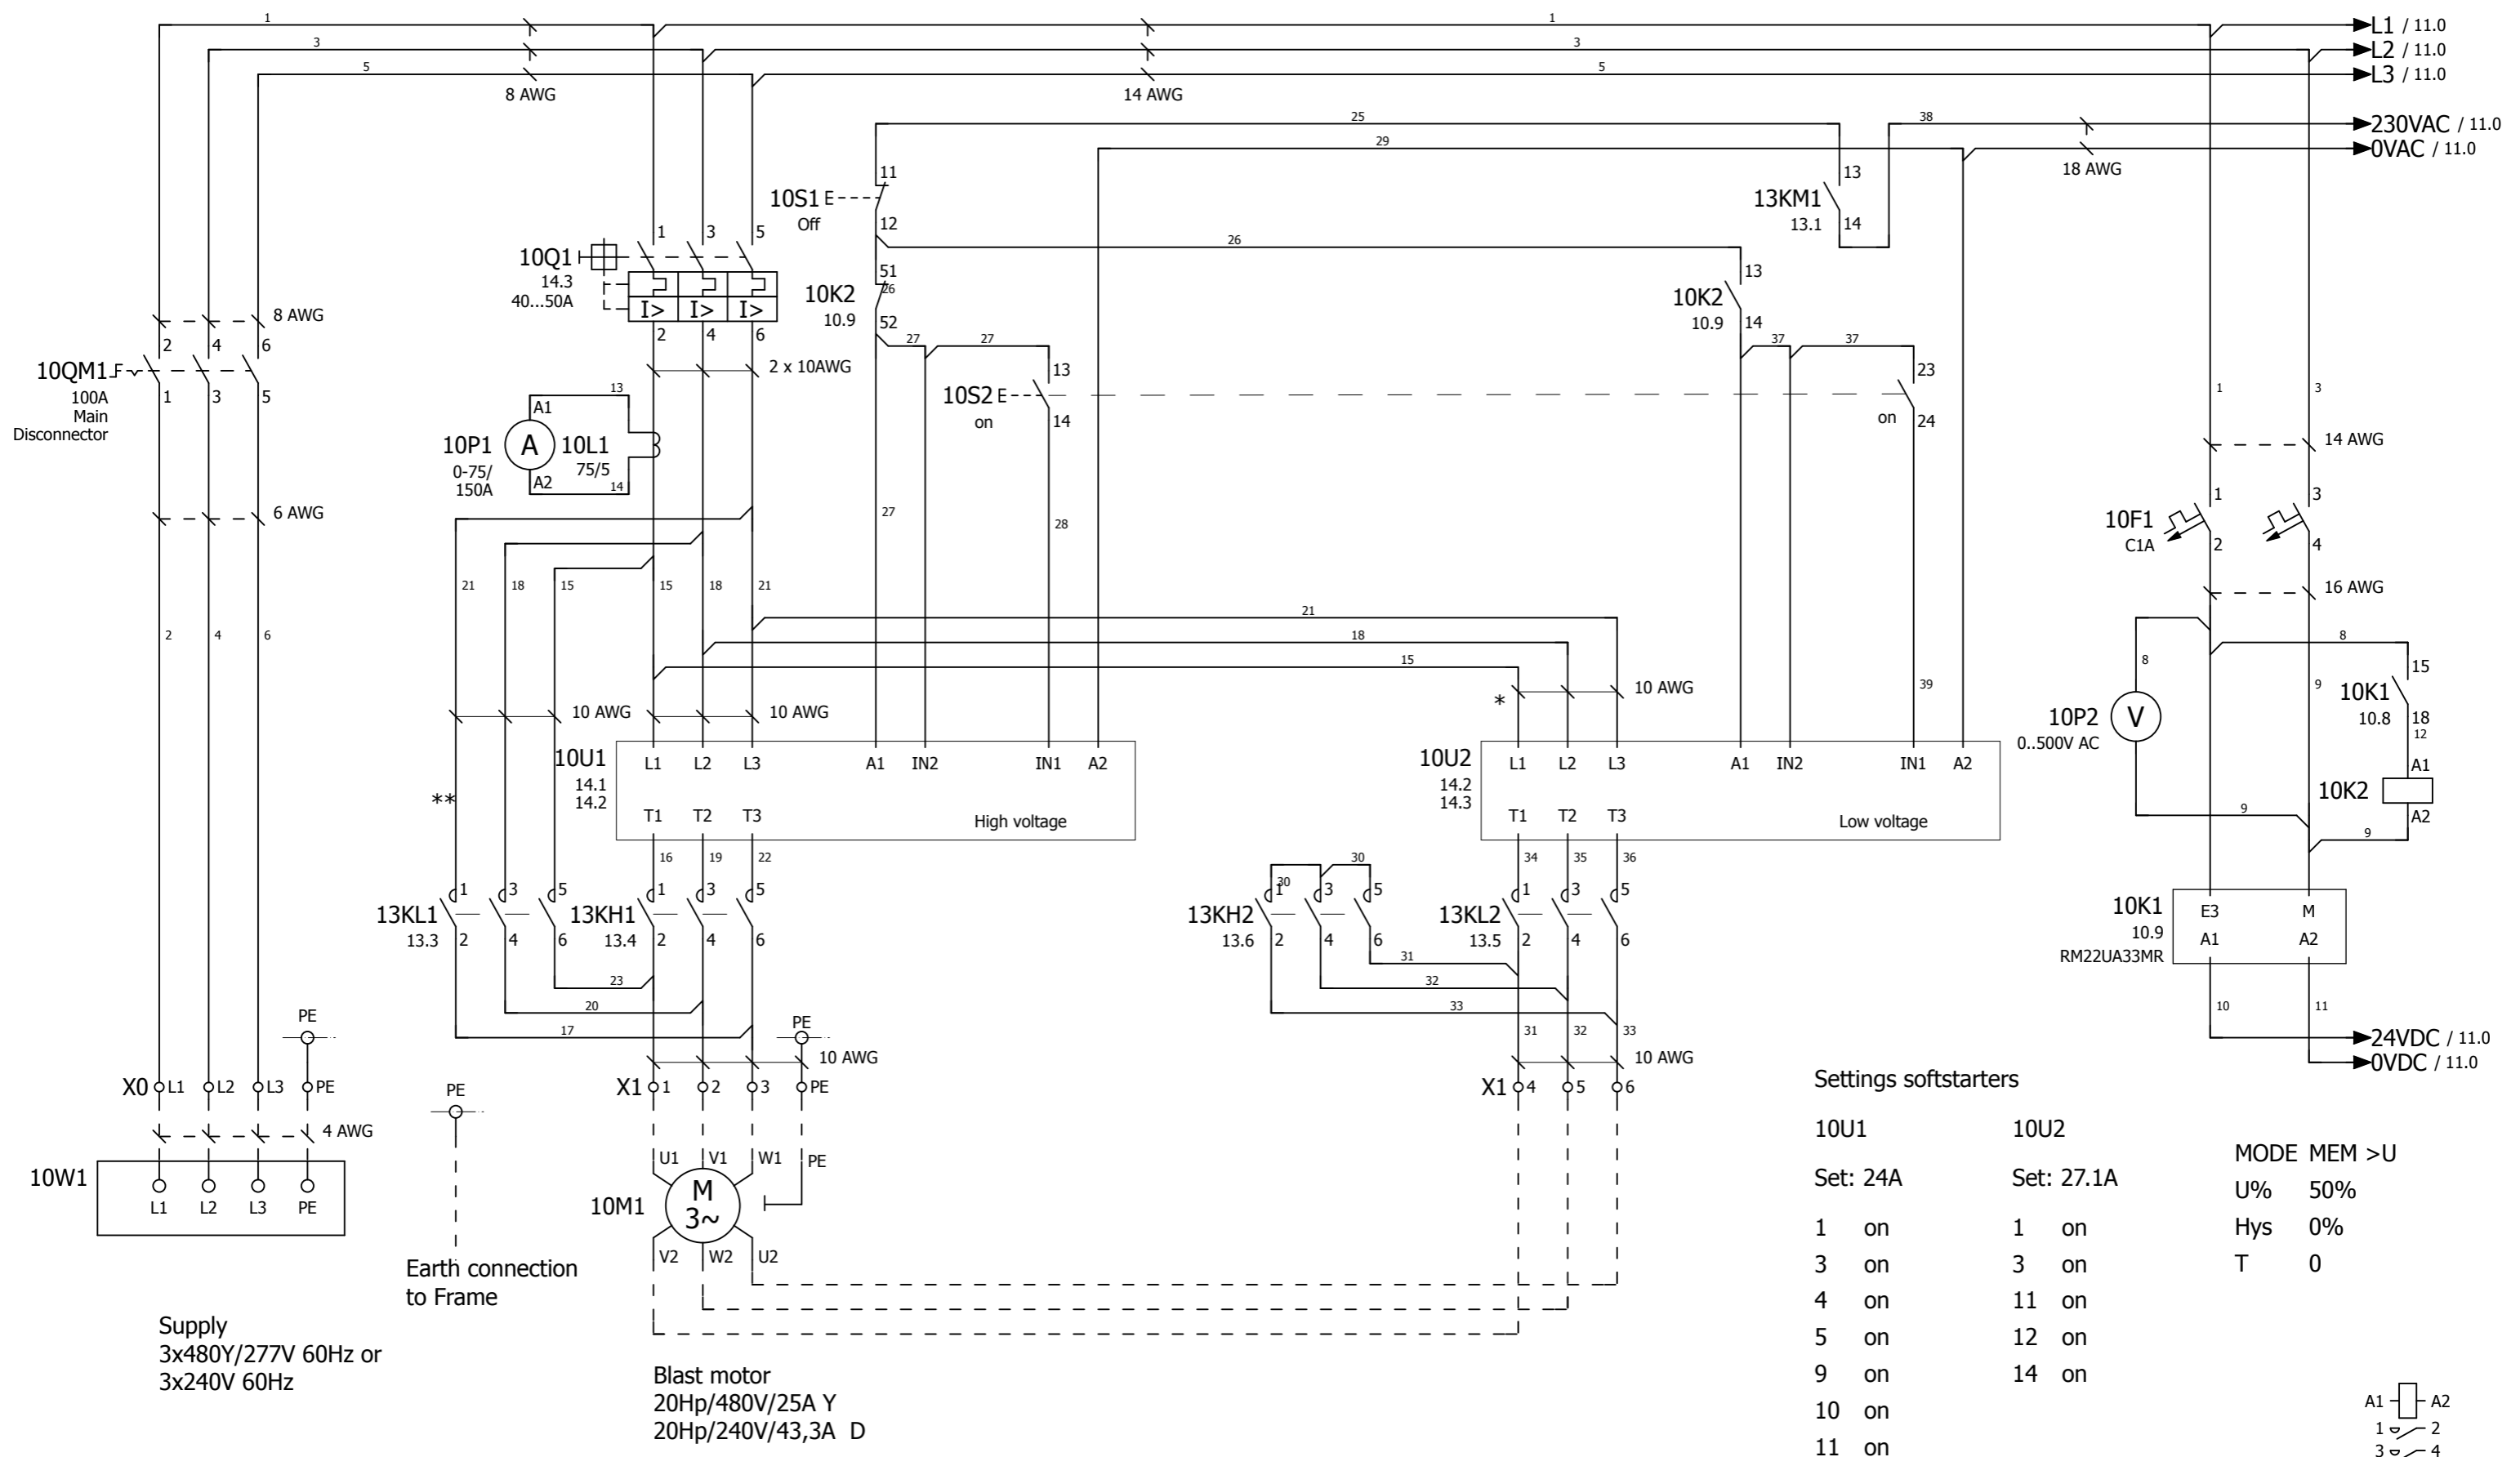 1
1
L1 / 11.0
3
3
L2 / 11.0
5
5
L3 / 11.0
8 AWG
14 AWG
25
38
230VAC / 11.0
29
0VAC / 11.0
18 AWG
10S1
Off
11
12
13KM1
13.1
13
14
26
10Q1
14.3
40...50A
1
3
5
I>
I>
I>
2
4
6
10K2
10.9
51
26
52
10K2
10.9
13
14
8 AWG
10QM1
100A
Main
Disconnector
2
4
6
1
3
5
2 x 10AWG
27
27
37
37
10S2
on
13
14
on
23
24
1
3
14 AWG
10P1
0-75/
150A
A1
A
A2
13
10L1
75/5
14
6 AWG
27
28
10F1
C1A
1
2
3
4
16 AWG
21
18
15
15
18
21
21
18
15
2
4
6
10 AWG
10 AWG
*
10 AWG
39
8
8
9
10P2
0..500V AC
V
10K1
10.8
15
18
12
10K2
A1
A2
9
9
**
10U1
14.1
14.2
L1
L2
L3
A1
IN2
IN1
A2
T1
T2
T3
High voltage
10U2
14.2
14.3
L1
L2
L3
A1
IN2
IN1
A2
T1
T2
T3
Low voltage
16
19
22
34
35
36
30
30
13KL1
13.3
1
3
5
2
4
6
13KH1
13.4
1
3
5
2
4
6
13KH2
13.6
1
3
5
2
4
6
13KL2
13.5
1
3
5
2
4
6
10K1
10.9
RM22UA33MR
E3
M
A1
A2
23
20
17
31
32
33
31
32
33
10
11
24VDC / 11.0
0VDC / 11.0
PE
PE
10 AWG
10 AWG
X0
L1
L2
L3
PE
PE
X1
1
2
3
PE
X1
4
5
6
4 AWG
10W1
L1
L2
L3
PE
10M1
U1
V1
W1
PE
M
3~
V2
W2
U2
Earth connection
to Frame
Supply
3x480Y/277V 60Hz or
3x240V 60Hz
Blast motor
20Hp/480V/25A Y
20Hp/240V/43,3A D
Settings softstarters
10U1 10U2
Set: 24A Set: 27.1A
1 on 1 on
3 on 3 on
4 on 11 on
5 on 12 on
9 on 14 on
10 on
11 on
MODE MEM >U
U% 50%
Hys 0%
T 0
A1 A2
1 2
3 4